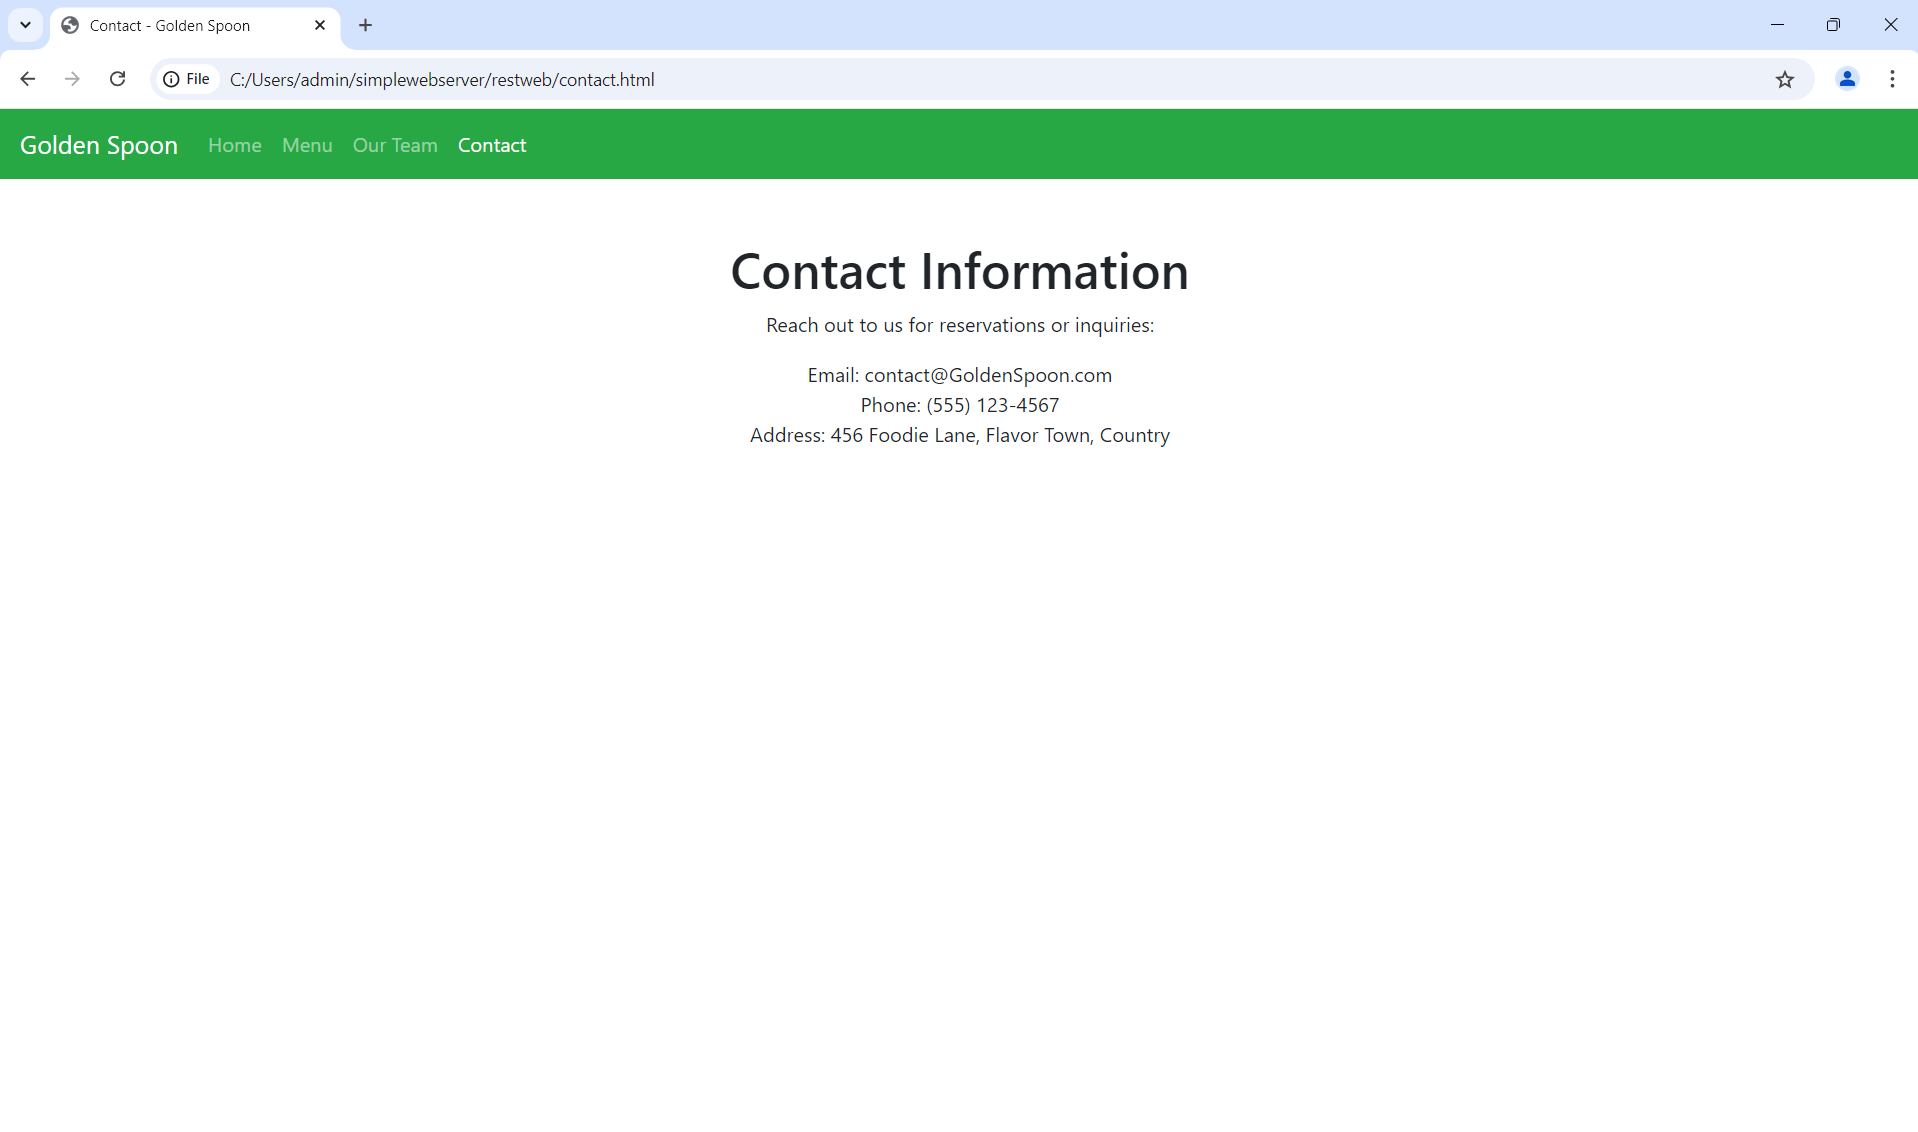 Contact - Golden Spoon
File
C:/Users/admin/simplewebserver/restweb/contact.html
Golden Spoon Home Menu Our Team Contact
Contact Information
Reach out to us for reservations or inquiries:
Email: contact@GoldenSpoon.com
Phone: (555) 123-4567
Address: 456 Foodie Lane, Flavor Town, Country